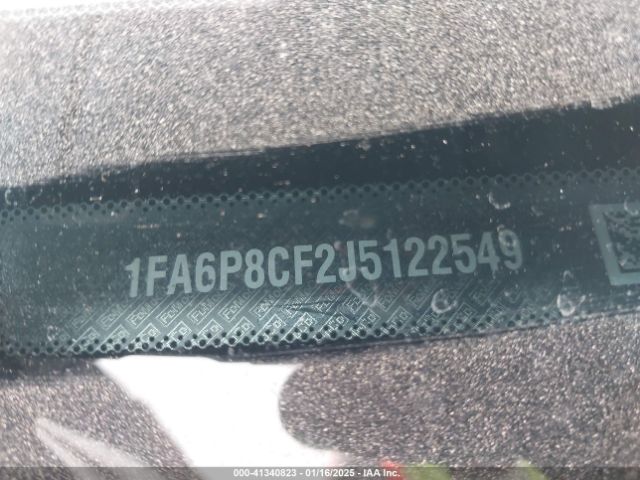 1FA6P8CF2J5122549
000-41340823 - 01/16/2025 - IAA Inc.